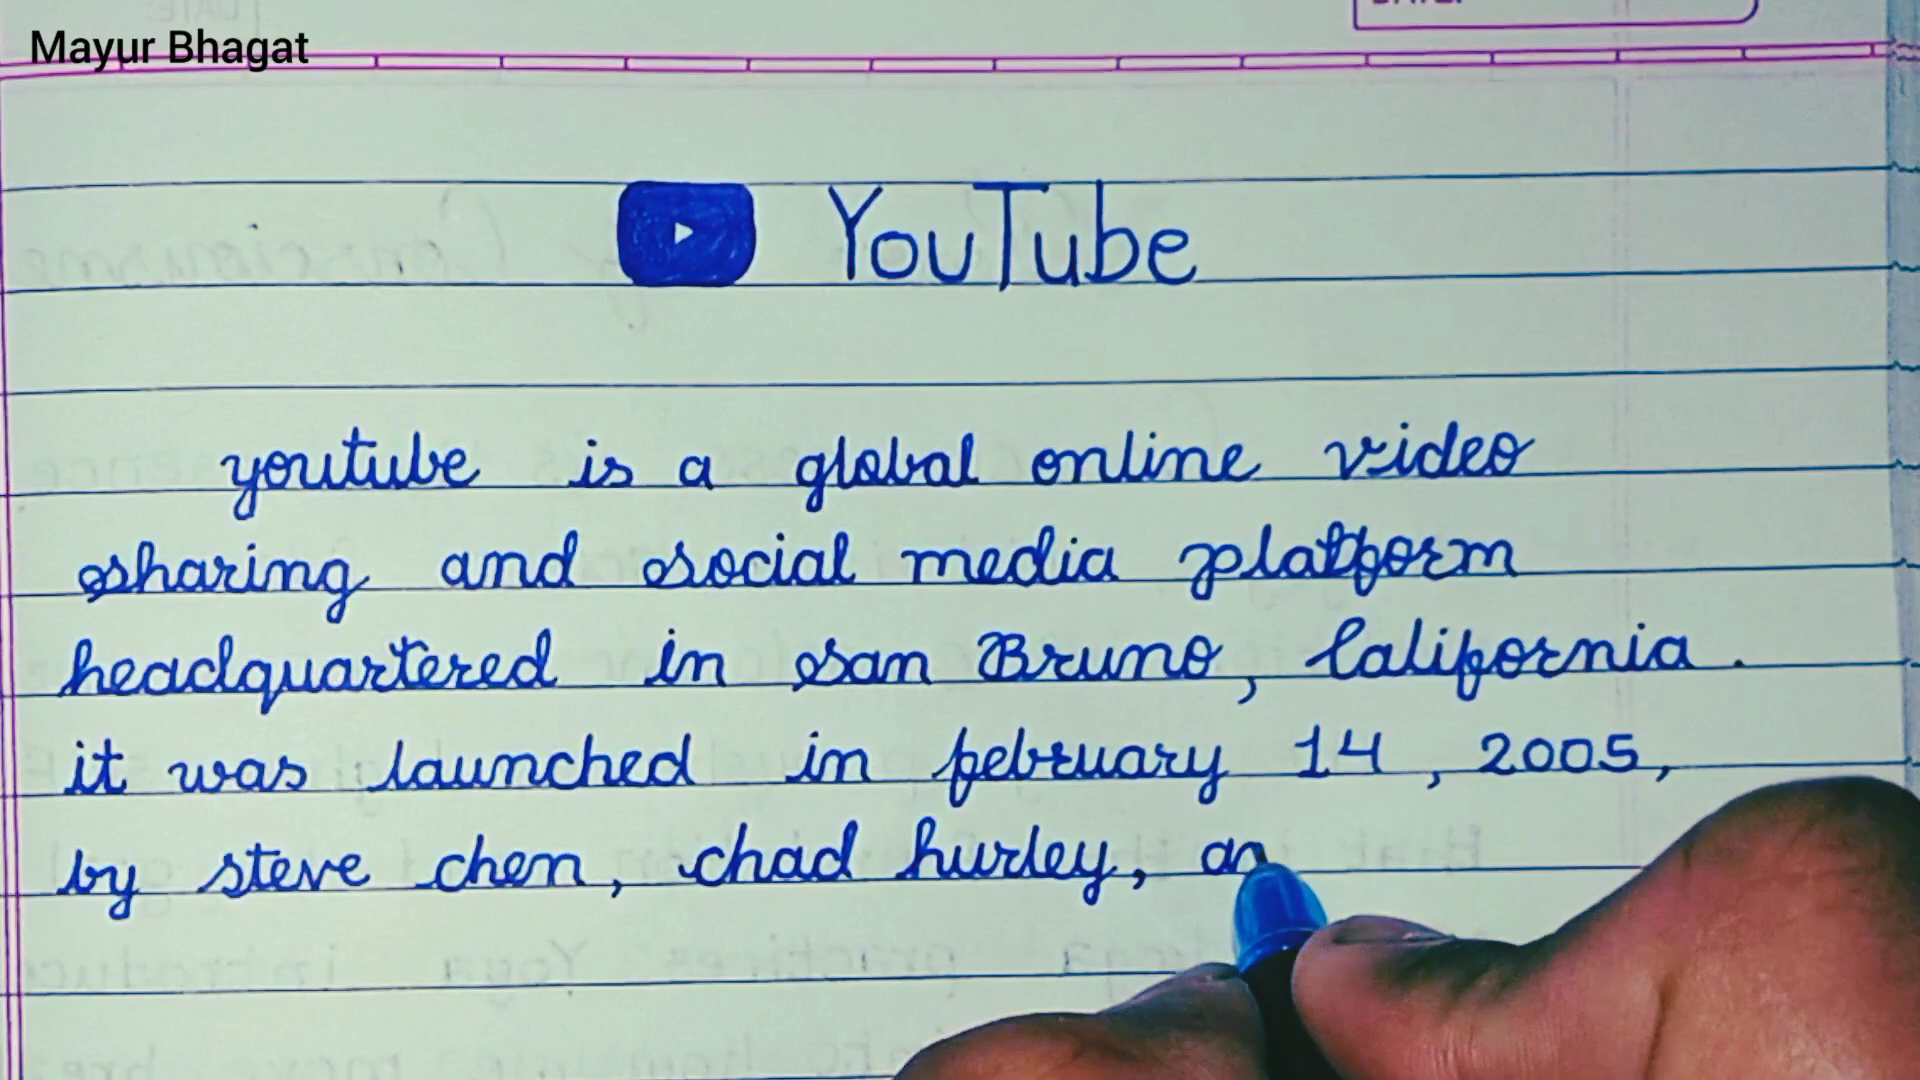 Mayur Bhagat
YouTube
youtube is a global online video
sharing and social media platform
headquartered in san Bruno, California.
it was launched in february 14, 2005,
by steve chen, chad hurley, an